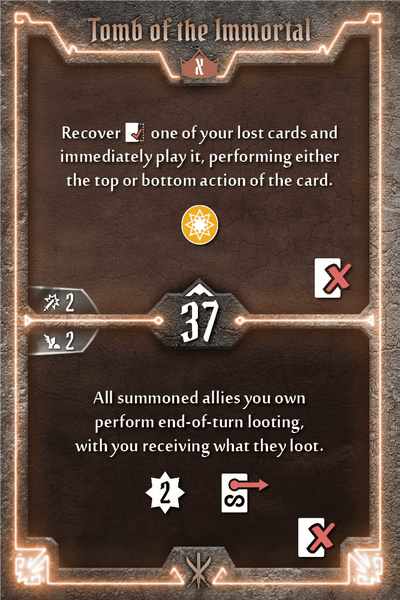 Tomb of the Immortal
X
Recover one of your lost cards and
immediately play it, performing either
the top or bottom action of the card.
2
37
2
All summoned allies you own
perform end-of-turn looting,
with you receiving what they loot.
2